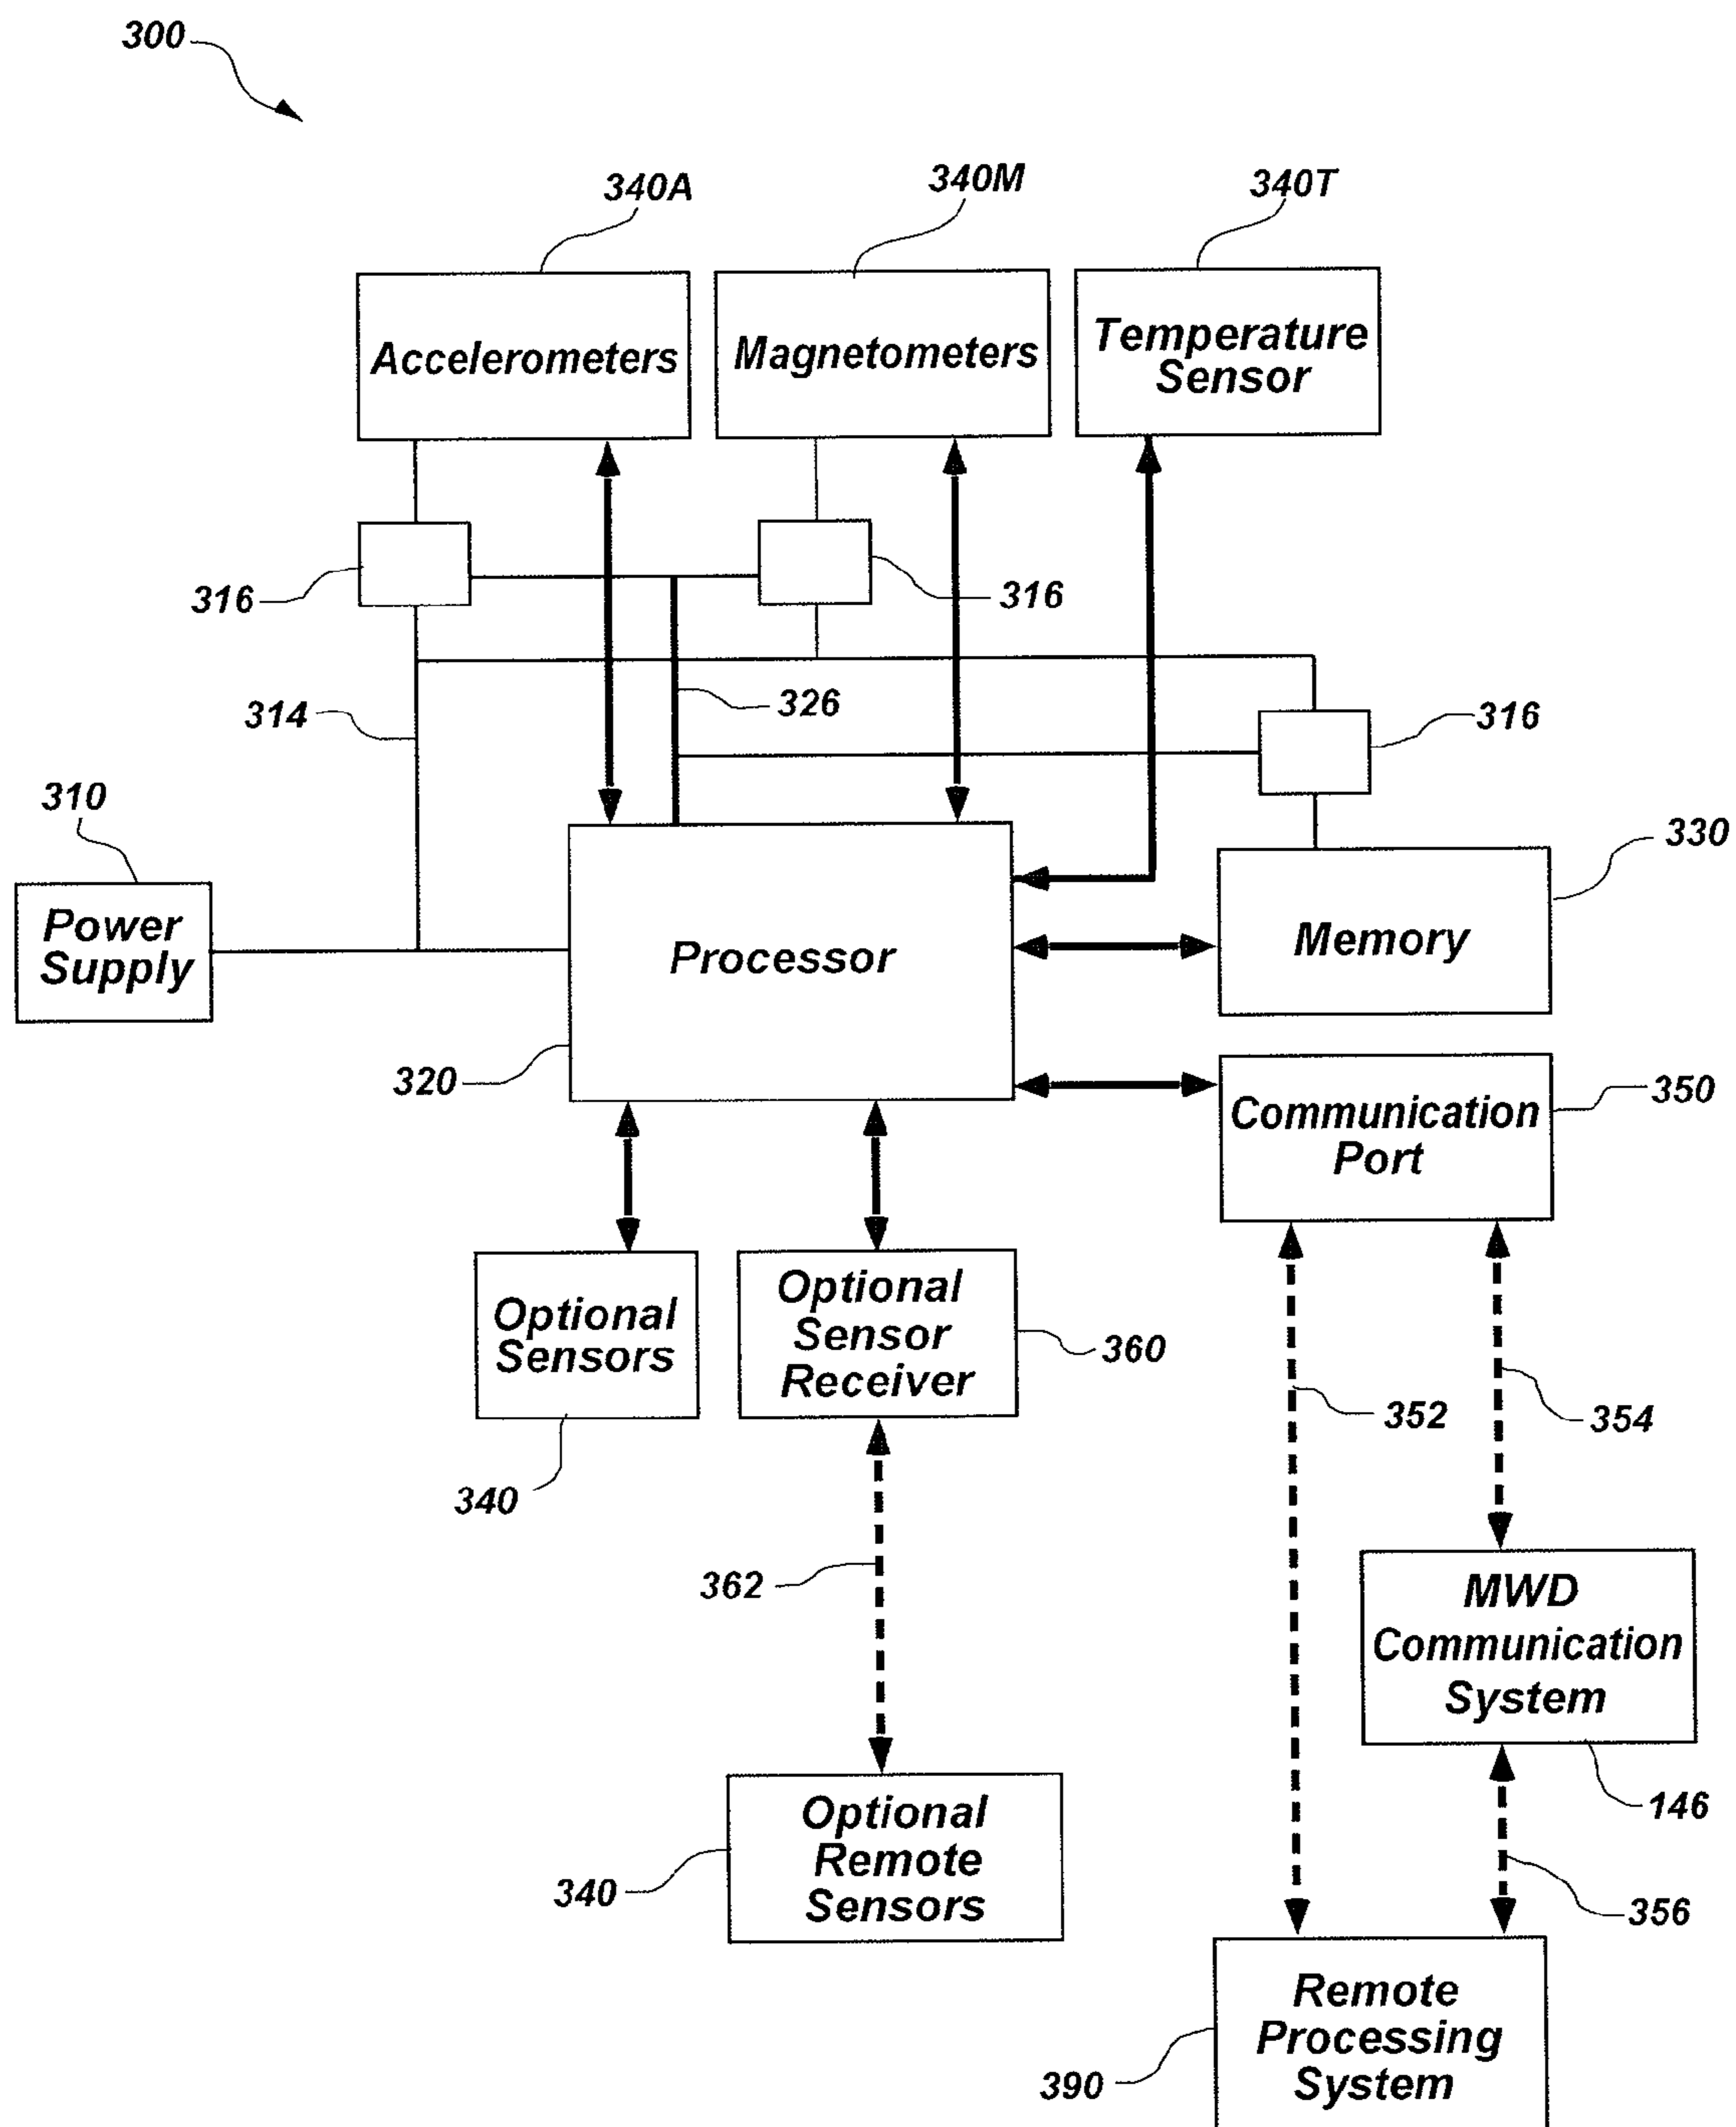 300
340A
340M
340T
Accelerometers
Magnetometers
Temperature
Sensor
316
316
326
314
316
310
330
Power
Supply
Processor
Memory
320
350
Communication
Port
Optional
Sensors
Optional
Sensor
Receiver
360
352
354
340
362
MWD
Communication
System
146
Optional
Remote
Sensors
340
356
Remote
Processing
System
390